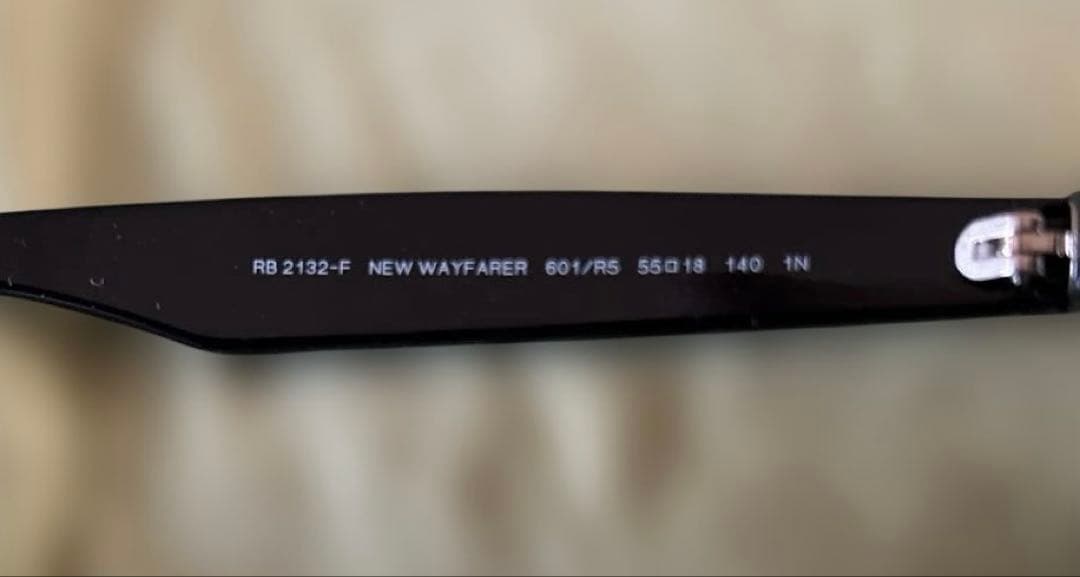 RB 2132-F NEW WAYFARER 601/R5 55□18 140 1N